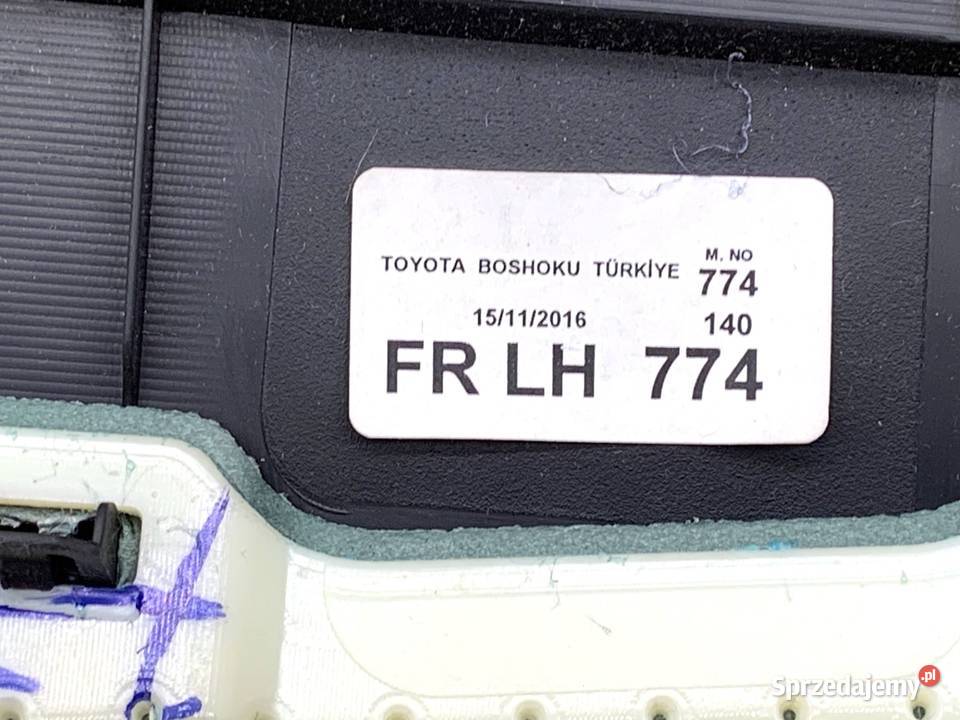 M. NO
TOYOTA BOSHOKU TÜRKİYE 774
15/11/2016 140
FR LH 774
Sprzedajemy.pl